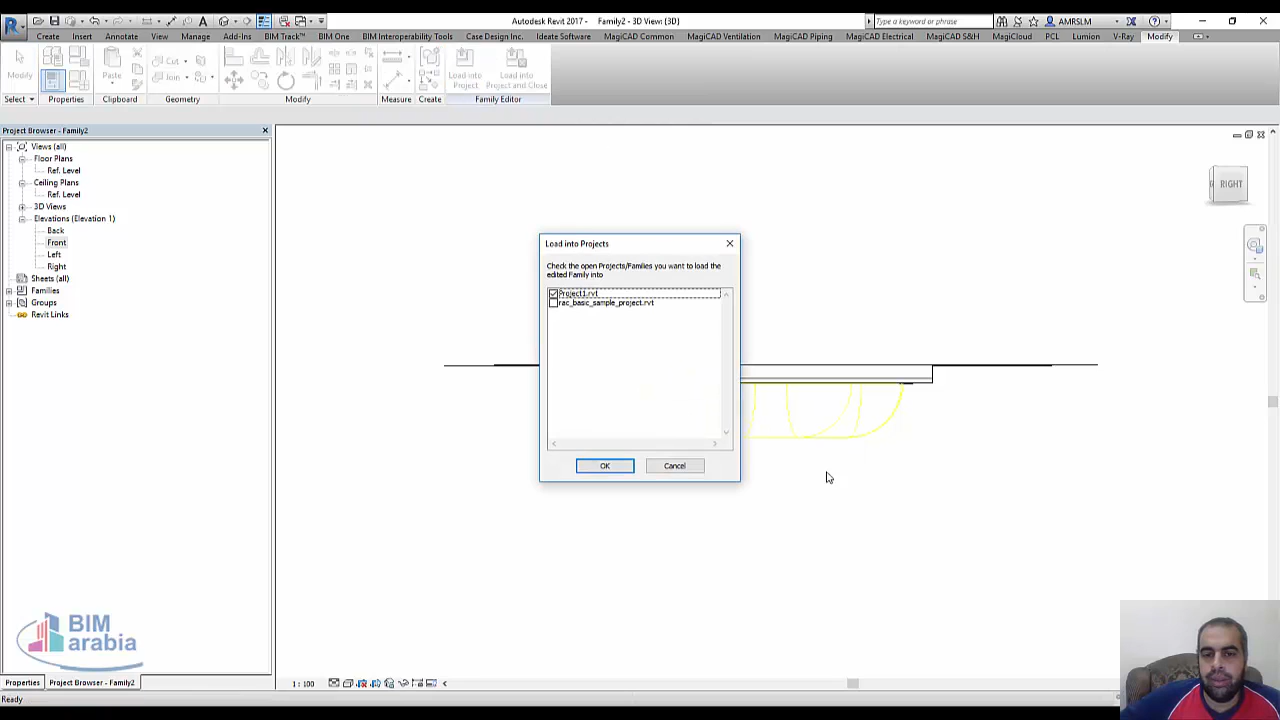 Autodesk Revit 2017 - Family2 - 3D View: {3D}
Type a keyword or phrase
AMRSLM
Create Insert Annotate View Manage Add-Ins BIM Track™ BIM One BIM Interoperability Tools Case Design Inc. Ideate Software MagiCAD Common MagiCAD Ventilation MagiCAD Piping MagiCAD Electrical MagiCAD S&H MagiCloud PCL Lumion V-Ray Modify
Modify
Paste
Cut
Join
Load into
Project
Load into
Project and Close
Select Properties Clipboard Geometry Modify Measure Create Family Editor
Project Browser - Family2
Views (all)
Floor Plans
Ref. Level
Ceiling Plans
Ref. Level
3D Views
Elevations (Elevation 1)
Back
Front
Left
Right
Sheets (all)
Families
Groups
Revit Links
RIGHT
Load into Projects
Check the open Projects/Families you want to load the
edited Family into
Project1.rvt
rac_basic_sample_project.rvt
OK
Cancel
BIM
arabia
Properties
Project Browser - Family2
1 : 100
Ready